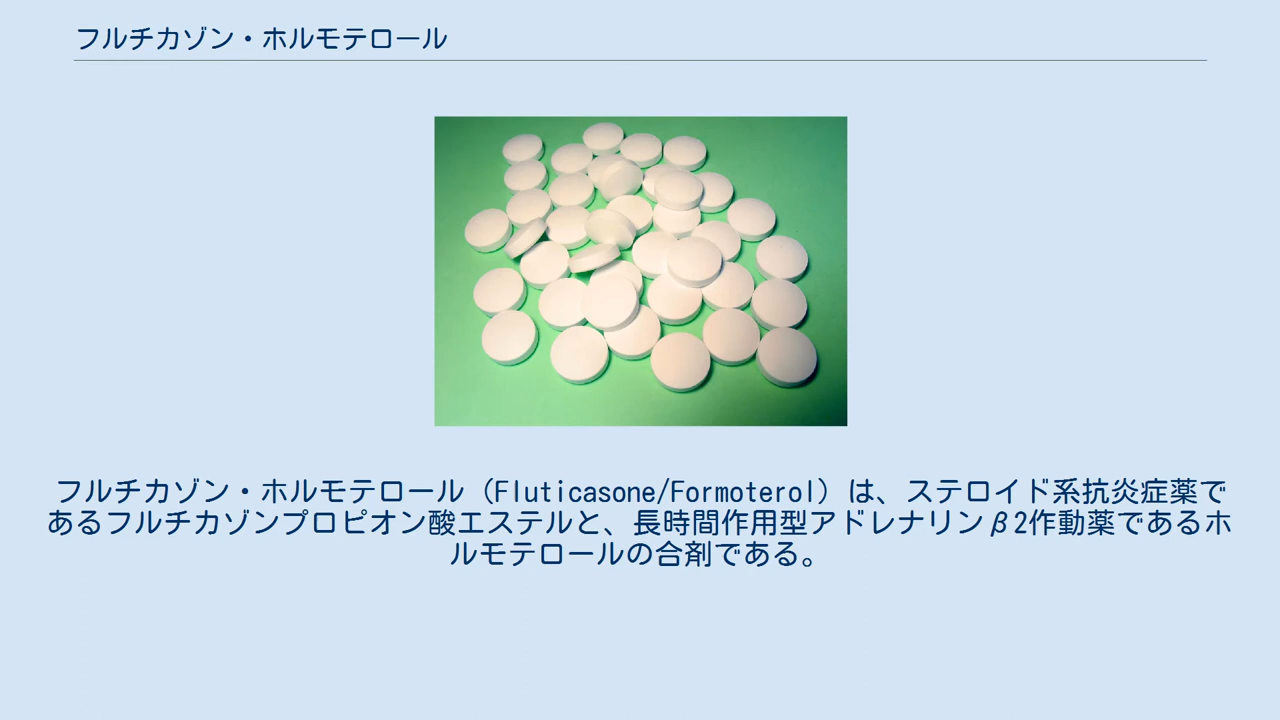 フルチカゾン・ホルモテロール
フルチカゾン・ホルモテロール（Fluticasone/Formoterol）は、ステロイド系抗炎症薬で
あるフルチカゾンプロピオン酸エステルと、長時間作用型アドレナリンβ2作動薬であるホ
ルモテロールの合剤である。